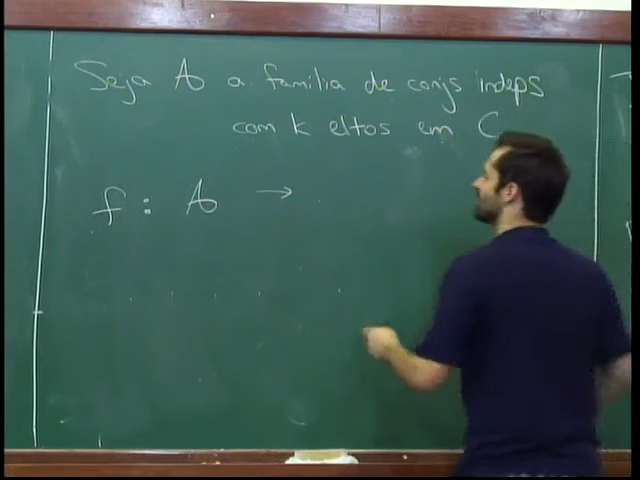 Seja A a família de conjs indeps
com k eltos em C
f : A →